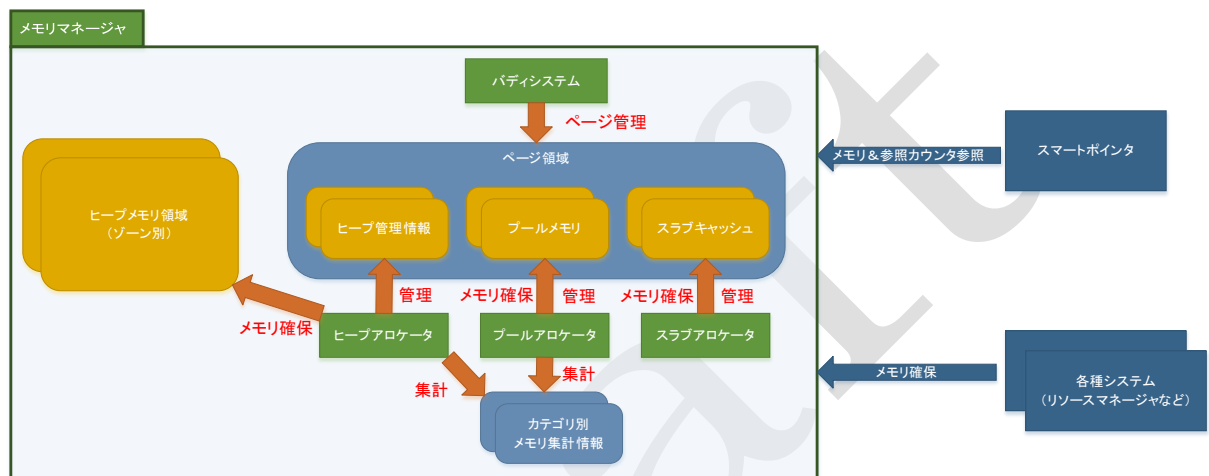 メモリマネージャ
バディシステム
ページ管理
ページ領域
スマートポインタ
メモリ&参照カウンタ参照
ヒープメモリ領域
(ゾーン別)
ヒープ管理情報
プールメモリ
スラブキャッシュ
管理
メモリ確保
管理
メモリ確保
管理
メモリ確保
ヒープアロケータ
プールアロケータ
スラブアロケータ
集計
集計
メモリ確保
各種システム
(リソースマネージャなど)
カテゴリ別
メモリ集計情報
aft